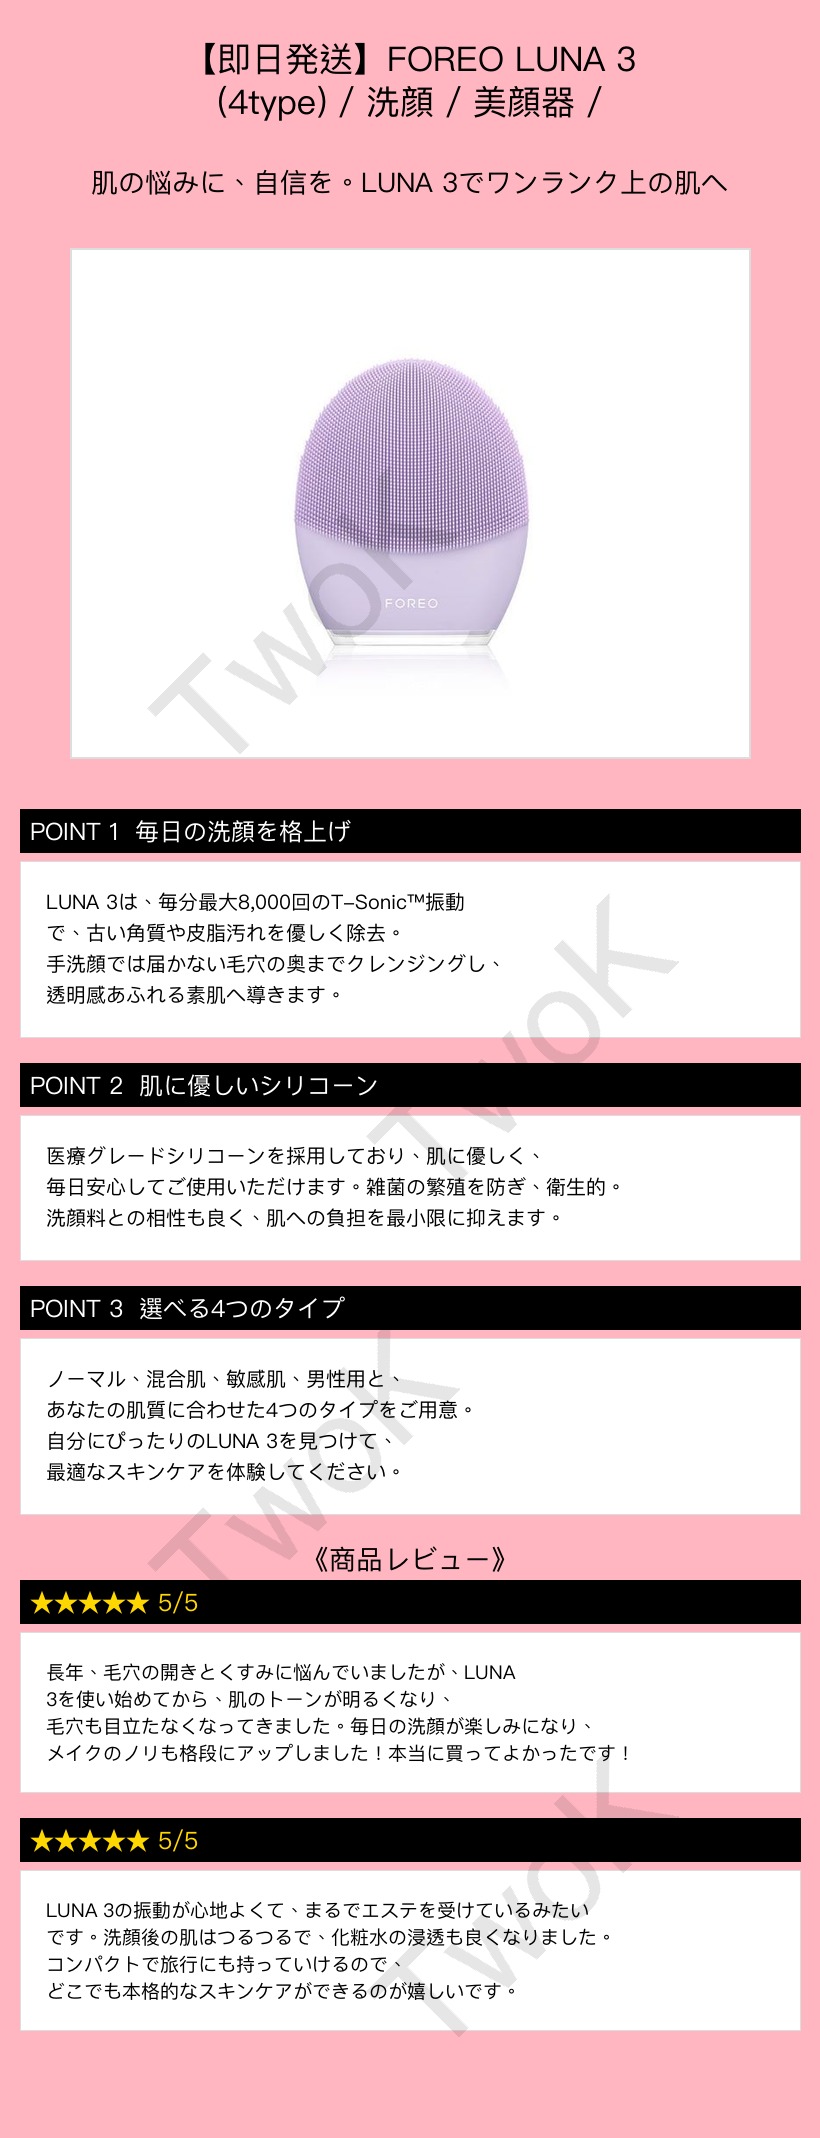 【即日発送】FOREO LUNA 3
(4type) / 洗顔 / 美顔器 /
肌の悩みに、自信を。LUNA 3でワンランク上の肌へ
FOREO
TwoK
POINT 1 毎日の洗顔を格上げ
LUNA 3は、毎分最大8,000回のT-Sonic™振動
で、古い角質や皮脂汚れを優しく除去。
手洗顔では届かない毛穴の奥までクレンジングし、
透明感あふれる素肌へ導きます。
TwoK
POINT 2 肌に優しいシリコーン
医療グレードシリコーンを採用しており、肌に優しく、
毎日安心してご使用いただけます。雑菌の繁殖を防ぎ、衛生的。
洗顔料との相性も良く、肌への負担を最小限に抑えます。
POINT 3 選べる4つのタイプ
ノーマル、混合肌、敏感肌、男性用と、
あなたの肌質に合わせた4つのタイプをご用意。
自分にぴったりのLUNA 3を見つけて、
最適なスキンケアを体験してください。
TwoK
《商品レビュー》
★★★★★ 5/5
長年、毛穴の開きとくすみに悩んでいましたが、LUNA
3を使い始めてから、肌のトーンが明るくなり、
毛穴も目立たなくなってきました。毎日の洗顔が楽しみになり、
メイクのノリも格段にアップしました！本当に買ってよかったです！
★★★★★ 5/5
LUNA 3の振動が心地よくて、まるでエステを受けているみたい
です。洗顔後の肌はつるつるで、化粧水の浸透も良くなりました。
コンパクトで旅行にも持っていけるので、
どこでも本格的なスキンケアができるのが嬉しいです。
TwoK